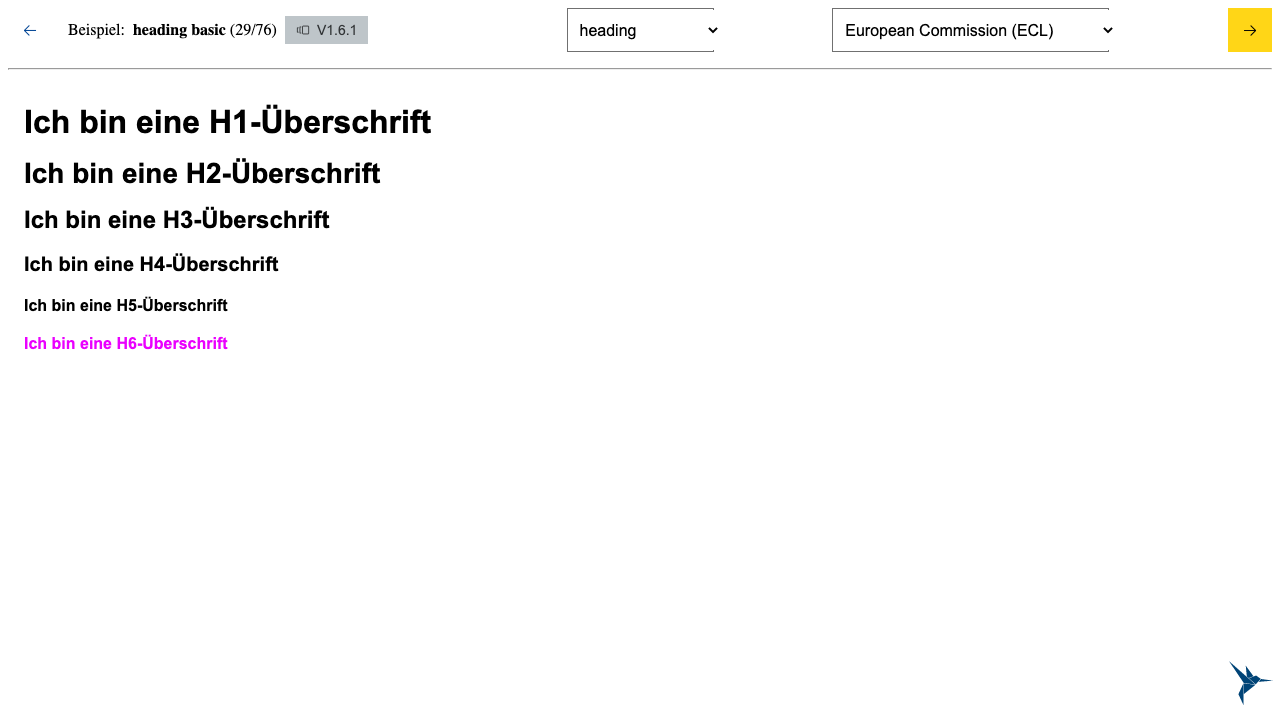 Beispiel: heading basic (29/76) V1.6.1 heading European Commission (ECL)
Ich bin eine H1-Überschrift
Ich bin eine H2-Überschrift
Ich bin eine H3-Überschrift
Ich bin eine H4-Überschrift
Ich bin eine H5-Überschrift
Ich bin eine H6-Überschrift